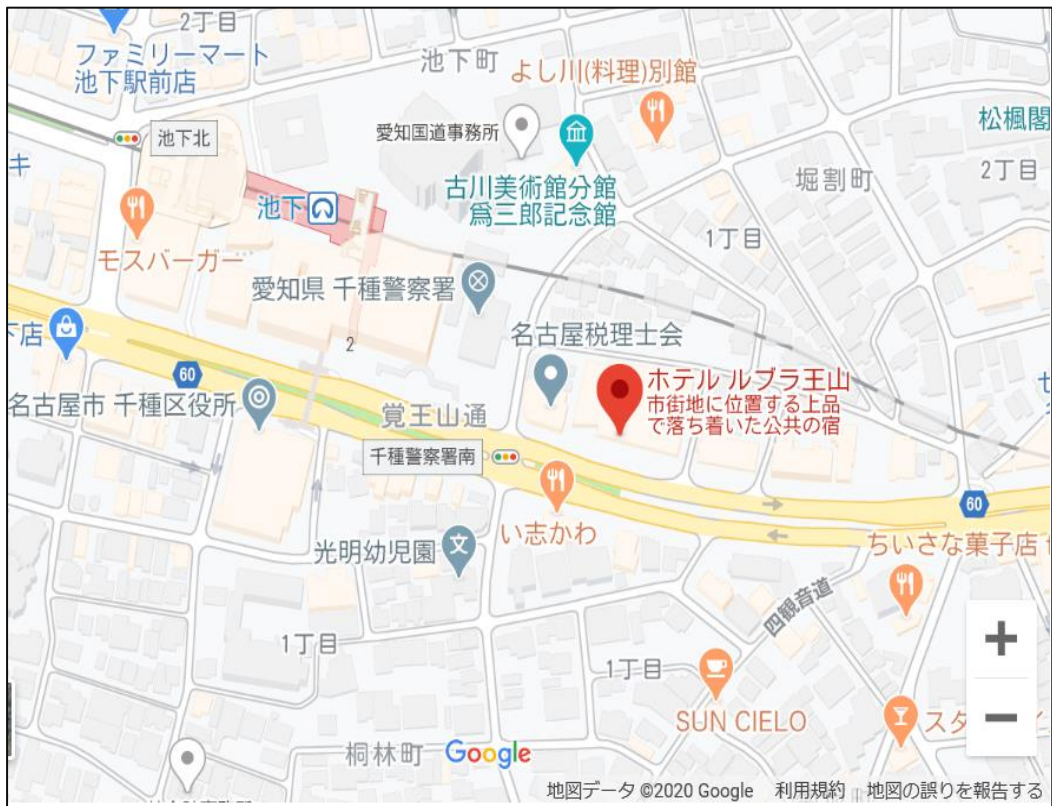 2丁目
ファミリーマート
池下駅前店
池下町
よし川(料理)別館
愛知国道事務所
松楓閣
池下北
キ
古川美術館分館
爲三郎記念館
堀割町
2丁目
池下
1丁目
モスバーガー
愛知県 千種警察署
下店
2
名古屋税理士会
60
ホテル ルブラ王山
市街地に位置する上品
で落ち着いた公共の宿
名古屋市 千種区役所
覚王山通
千種警察署南
60
い志かわ
ちいさな菓子店
光明幼児園
文
四観音道
1丁目
1丁目
SUN CIELO
桐林町
Google
地図データ ©2020 Google 利用規約 地図の誤りを報告する